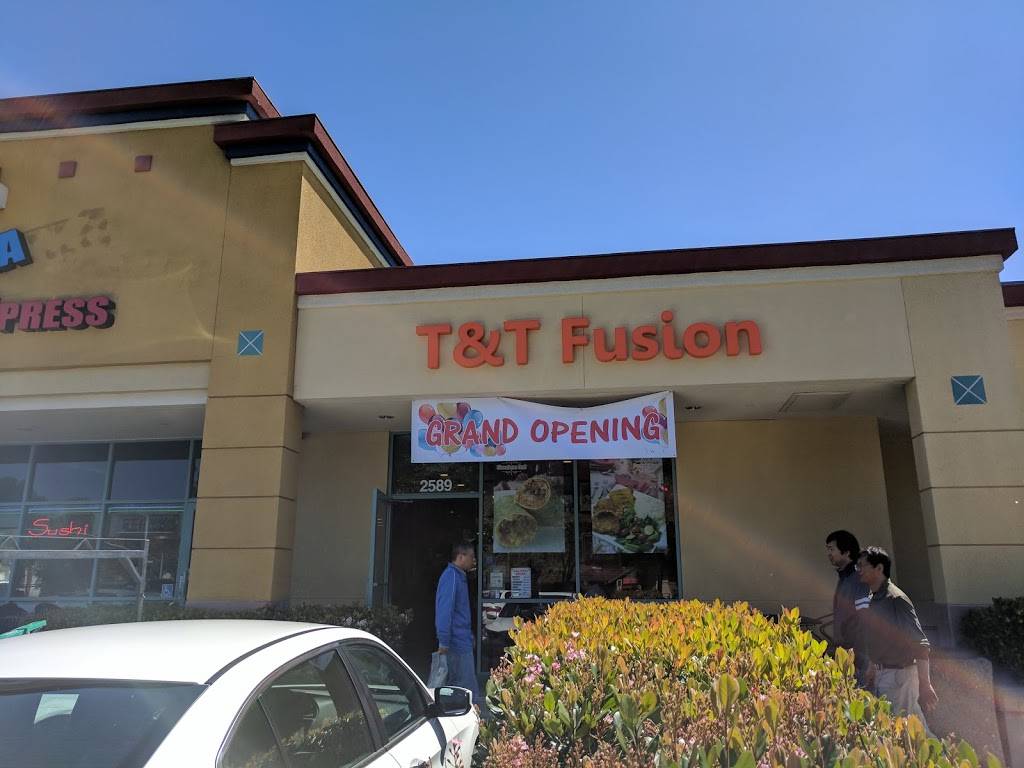 A
PRESS
T&T Fusion
GRAND OPENING
2589
Sushi